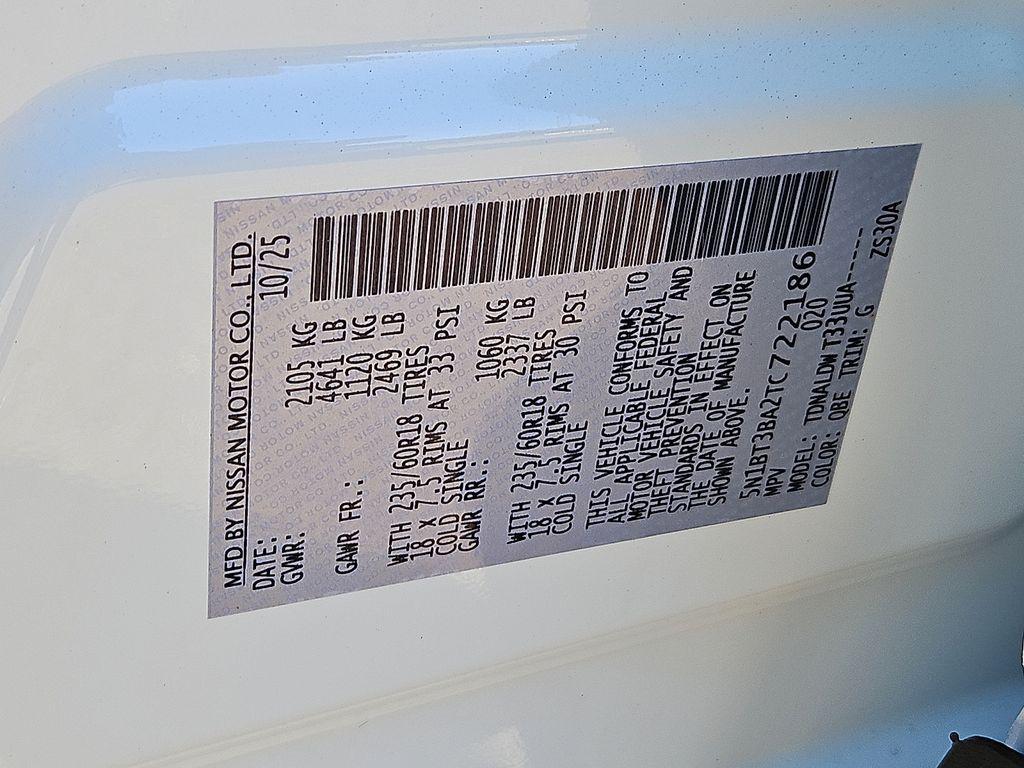 MFD BY NISSAN MOTOR CO., LTD.
DATE: 10/25
GVWR: 2105 KG
4641 LB
GAWR FR.: 1120 KG
2469 LB
WITH 235/60R18 TIRES
18 X 7.5 RIMS AT 33 PSI
COLD SINGLE
GAWR RR.: 1060 KG
2337 LB
WITH 235/60R18 TIRES
18 X 7.5 RIMS AT 30 PSI
COLD SINGLE
THIS VEHICLE CONFORMS TO
ALL APPLICABLE FEDERAL
MOTOR VEHICLE SAFETY AND
THEFT PREVENTION
STANDARDS IN EFFECT ON
THE DATE OF MANUFACTURE
SHOWN ABOVE.
5N1BT3BA2TC722186
MPV 020
MODEL: TDNALDW T33UUA-----
COLOR: QBE TRIM: G ZS30A